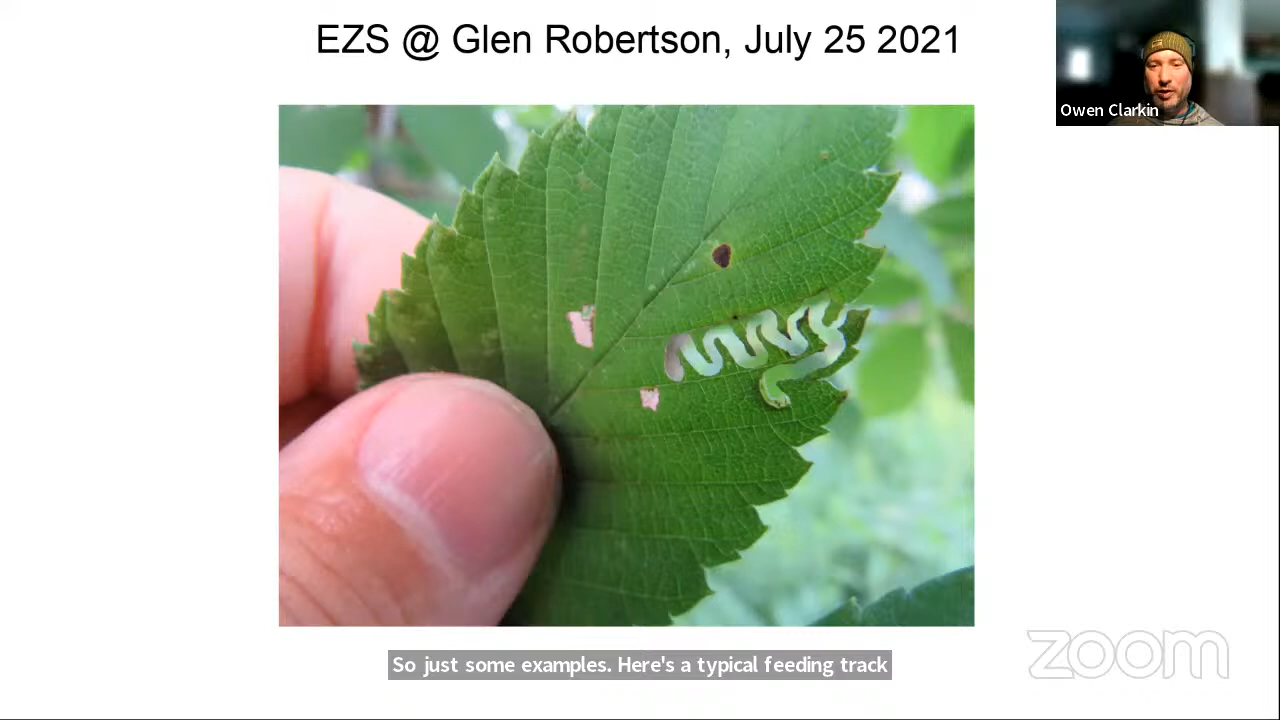 EZS @ Glen Robertson, July 25 2021
Owen Clarkin
So just some examples. Here's a typical feeding track
zoom